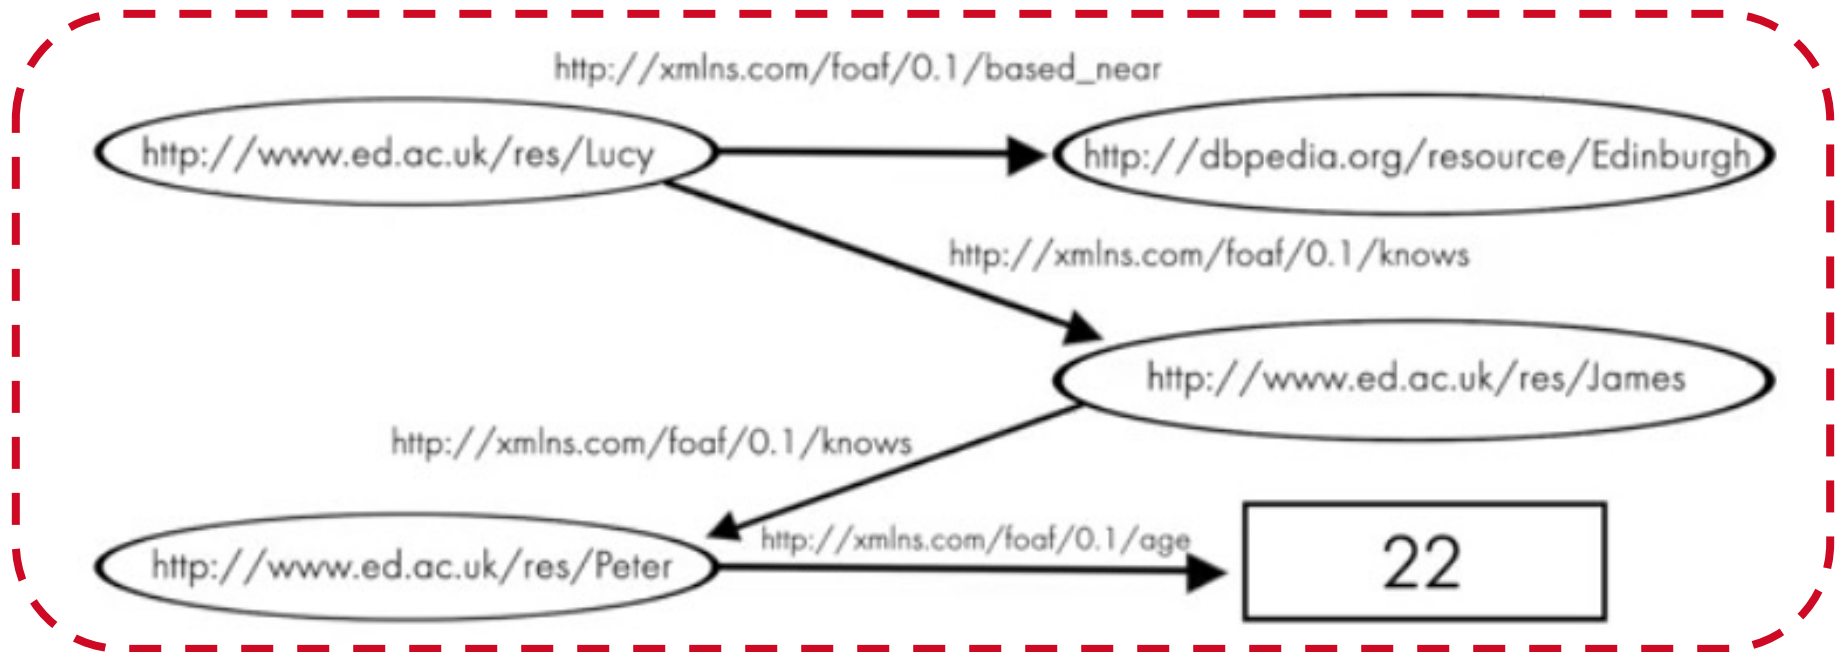 http://xmlns.com/foaf/0.1/based_near
http://www.ed.ac.uk/res/Lucy
http://dbpedia.org/resource/Edinburgh
http://xmlns.com/foaf/0.1/knows
http://www.ed.ac.uk/res/James
http://xmlns.com/foaf/0.1/knows
http://xmlns.com/foaf/0.1/age
http://www.ed.ac.uk/res/Peter
22